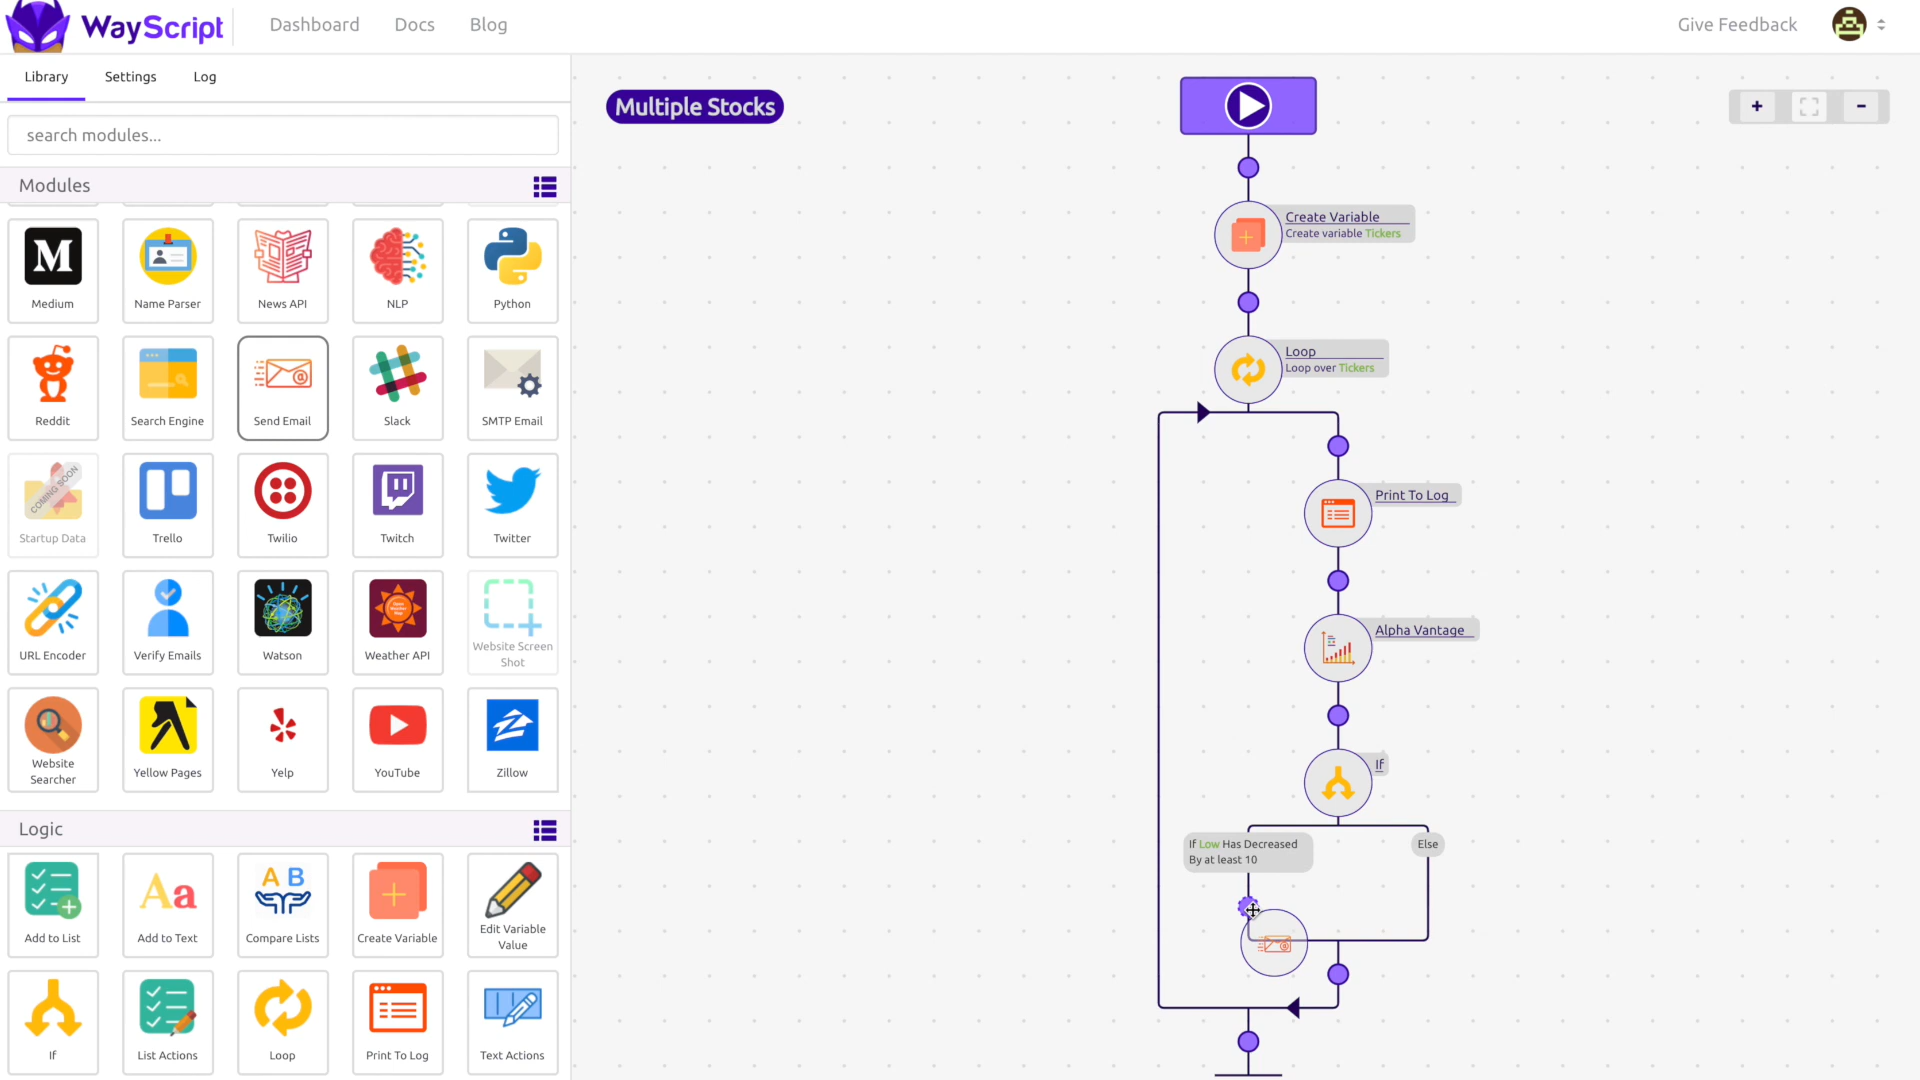 WayScript
Dashboard
Docs
Blog
Give Feedback
Library
Settings
Log
search modules...
Modules
Medium
Name Parser
News API
NLP
Python
Reddit
Search Engine
Send Email
Slack
SMTP Email
COMING SOON
Startup Data
Trello
Twilio
Twitch
Twitter
URL Encoder
Verify Emails
Watson
Weather API
Website Screen
Shot
Website
Searcher
Yellow Pages
Yelp
YouTube
Zillow
Logic
Add to List
Add to Text
Compare Lists
Create Variable
Edit Variable
Value
If
List Actions
Loop
Print To Log
Text Actions
Multiple Stocks
Create Variable
Create variable Tickers
Loop
Loop over Tickers
Print To Log
Alpha Vantage
If
If Low Has Decreased
By at least 10
Else